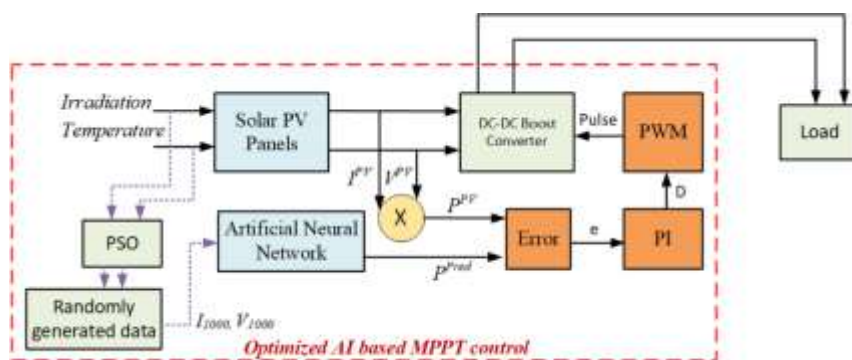 Irradiation
Temperature
Solar PV
Panels
DC-DC Boost
Converter
Pulse
PWM
Load
I^PV
V^PV
X
P^PV
D
PSO
Artificial Neural
Network
Error
e
PI
P^Pred
Randomly
generated data
I1000, V1000
Optimized AI based MPPT control